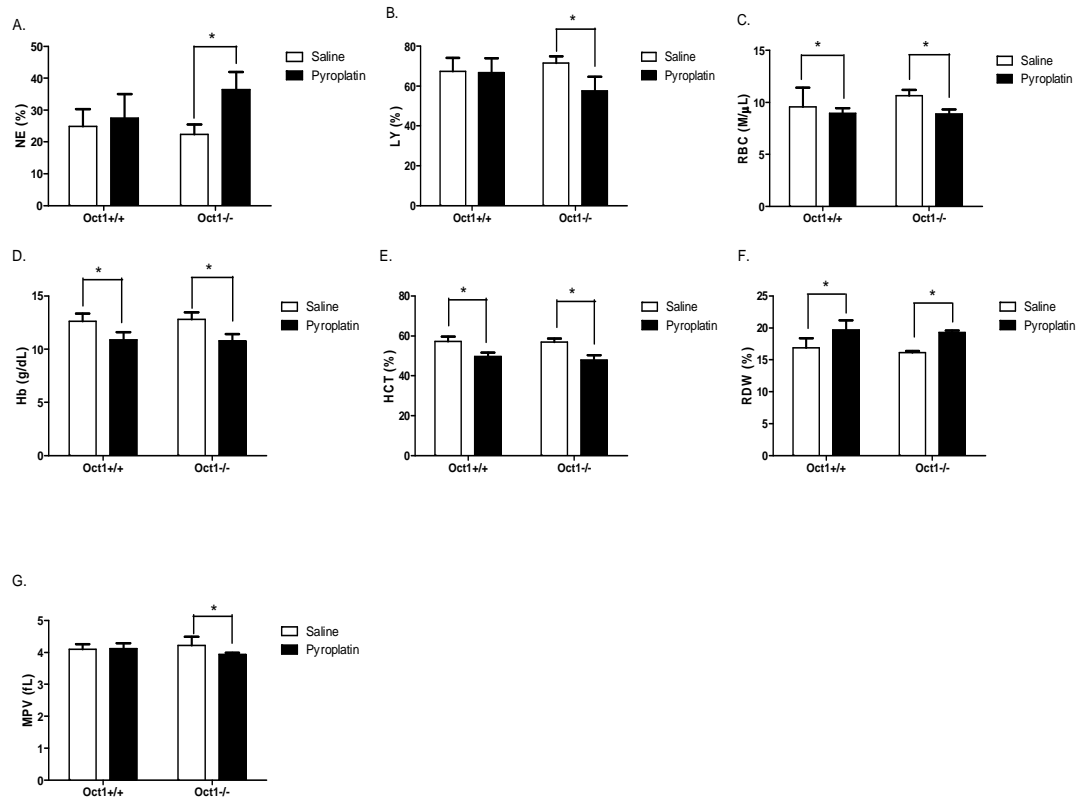 A.
*
50
40
30
20
10
0
NE (%)
Oct1+/+ Oct1-/-
Saline
Pyroplatin
B.
*
80
60
40
20
0
LY (%)
Oct1+/+ Oct1-/-
Saline
Pyroplatin
C.
* *
15
10
5
0
RBC (M/μL)
Oct1+/+ Oct1-/-
Saline
Pyroplatin
D.
* *
15
10
5
0
Hb (g/dL)
Oct1+/+ Oct1-/-
Saline
Pyroplatin
E.
* *
80
60
40
20
0
HCT (%)
Oct1+/+ Oct1-/-
Saline
Pyroplatin
F.
* *
25
20
15
10
5
0
RDW (%)
Oct1+/+ Oct1-/-
Saline
Pyroplatin
G.
*
5
4
3
2
1
0
MPV (fL)
Oct1+/+ Oct1-/-
Saline
Pyroplatin